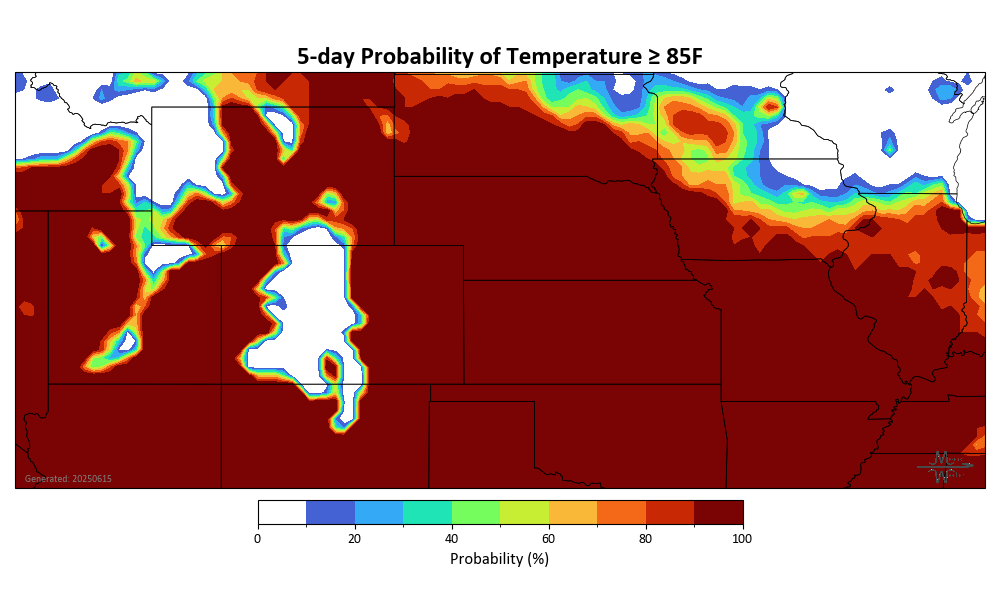 5-day Probability of Temperature ≥ 85F
Generated: 20250615
0 20 40 60 80 100
Probability (%)